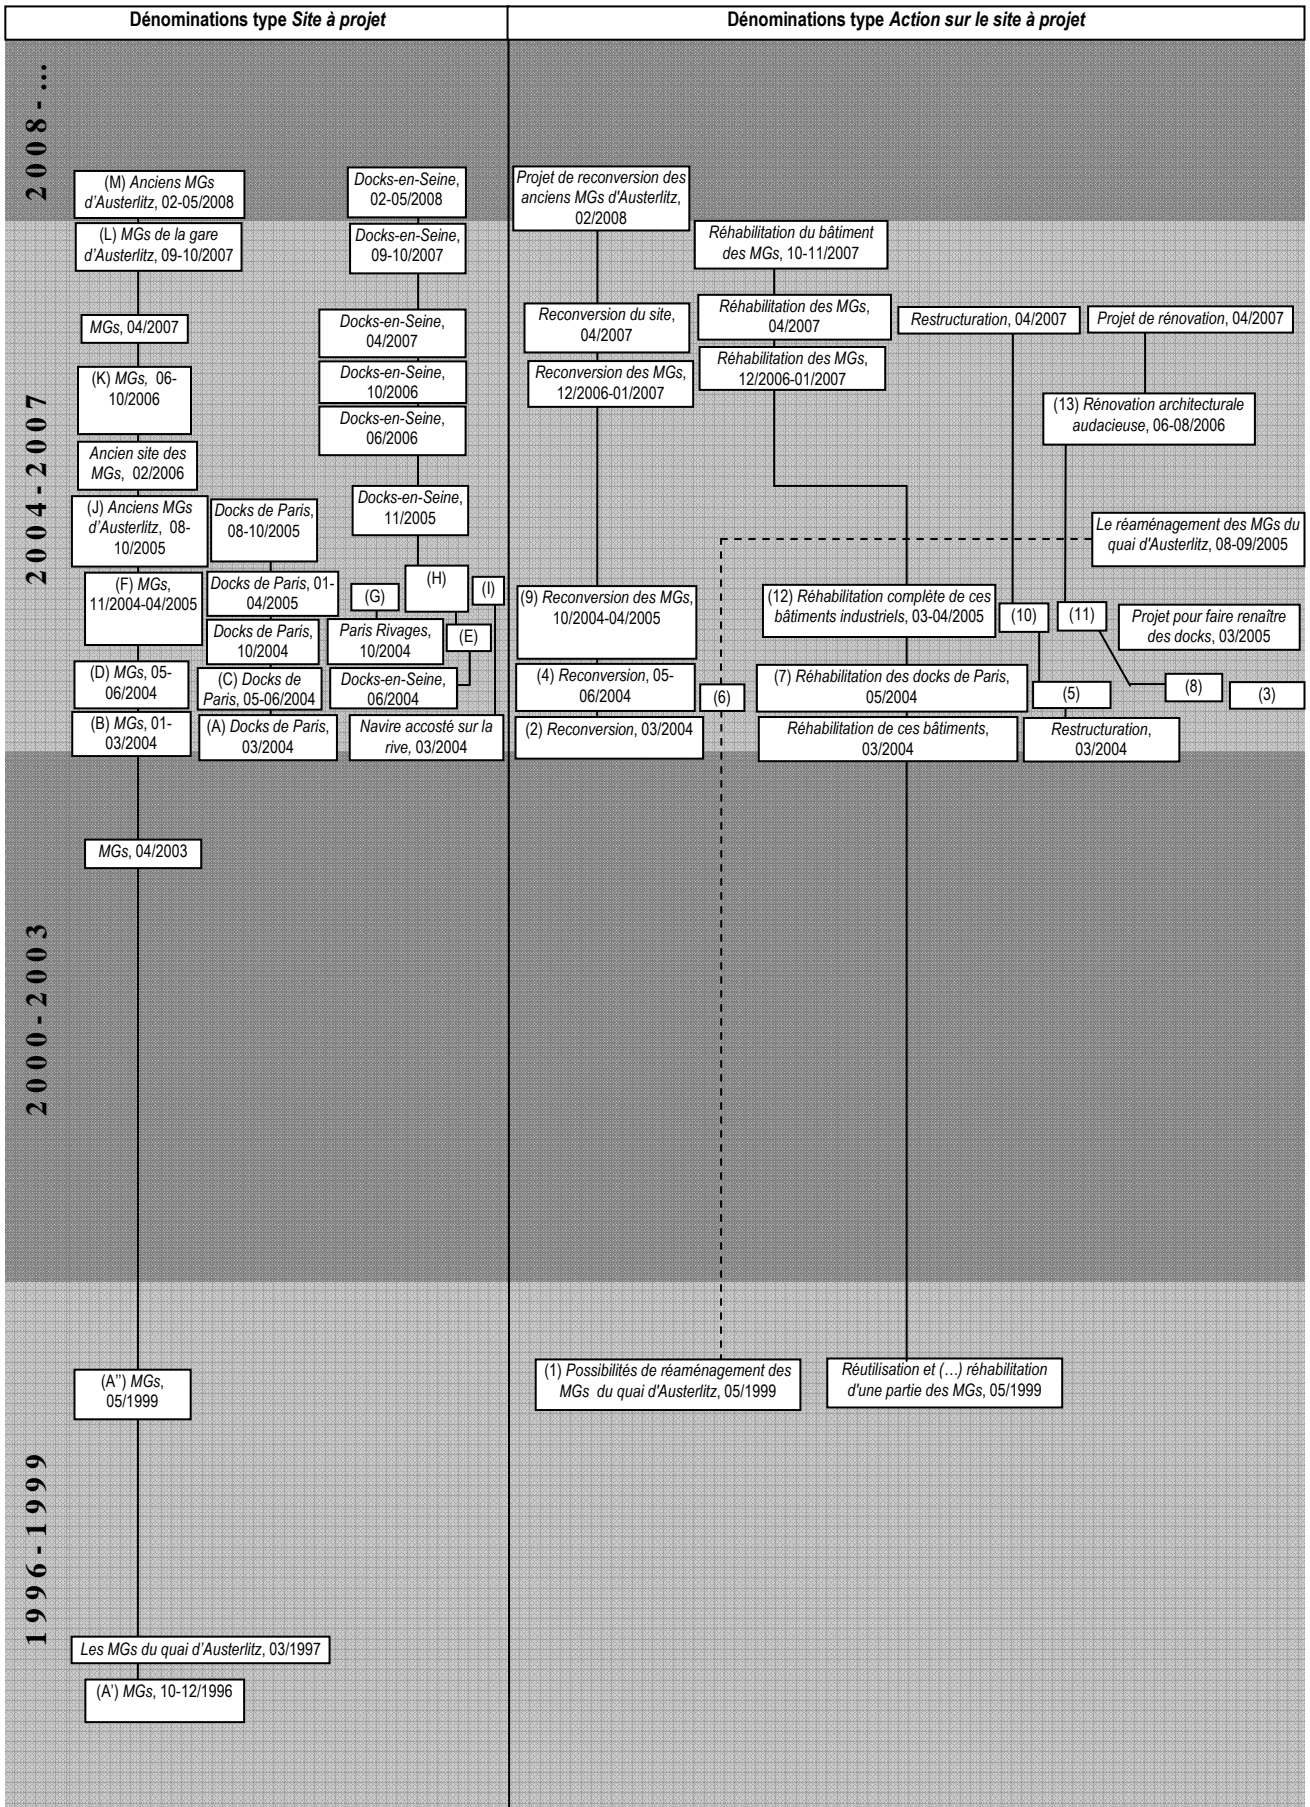 Dénominations type Site à projet
Dénominations type Action sur le site à projet
2008-…
(M) Anciens MGs
d’Austerlitz, 02-05/2008
Docks-en-Seine,
02-05/2008
Projet de reconversion des
anciens MGs d'Austerlitz,
02/2008
2004-2007
(L) MGs de la gare
d’Austerlitz, 09-10/2007
Docks-en-Seine,
09-10/2007
Réhabilitation du bâtiment
des MGs, 10-11/2007
MGs, 04/2007
Docks-en-Seine,
04/2007
Reconversion du site,
04/2007
Réhabilitation des MGs,
04/2007
Restructuration, 04/2007
Projet de rénovation, 04/2007
(K) MGs, 06-
10/2006
Docks-en-Seine,
10/2006
Reconversion des MGs,
12/2006-01/2007
Réhabilitation des MGs,
12/2006-01/2007
Docks-en-Seine,
06/2006
(13) Rénovation architecturale
audacieuse, 06-08/2006
Ancien site des
MGs, 02/2006
(J) Anciens MGs
d’Austerlitz, 08-
10/2005
Docks de Paris,
08-10/2005
Docks-en-Seine,
11/2005
Le réaménagement des MGs du
quai d'Austerlitz, 08-09/2005
(F) MGs,
11/2004-04/2005
Docks de Paris, 01-
04/2005
(G)
(H)
(I)
(9) Reconversion des MGs,
10/2004-04/2005
(12) Réhabilitation complète de ces
bâtiments industriels, 03-04/2005
(10)
(11)
Projet pour faire renaître
des docks, 03/2005
Docks de Paris,
10/2004
Paris Rivages,
10/2004
(E)
(D) MGs, 05-
06/2004
(C) Docks de
Paris, 05-06/2004
Docks-en-Seine,
06/2004
(4) Reconversion, 05-
06/2004
(6)
(7) Réhabilitation des docks de Paris,
05/2004
(5)
(8)
(3)
(B) MGs, 01-
03/2004
(A) Docks de Paris,
03/2004
Navire accosté sur la
rive, 03/2004
(2) Reconversion, 03/2004
Réhabilitation de ces bâtiments,
03/2004
Restructuration,
03/2004
2000-2003
MGs, 04/2003
1996-1999
(A'') MGs,
05/1999
(1) Possibilités de réaménagement des
MGs du quai d'Austerlitz, 05/1999
Réutilisation et (…) réhabilitation
d'une partie des MGs, 05/1999
Les MGs du quai d’Austerlitz, 03/1997
(A') MGs, 10-12/1996